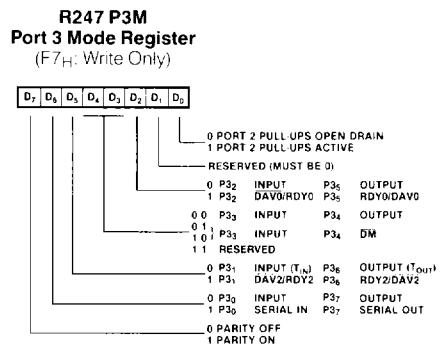 R247 P3M
Port 3 Mode Register
(F7H: Write Only)
D7 D6 D5 D4 D3 D2 D1 D0
0 PORT 2 PULL-UPS OPEN DRAIN
1 PORT 2 PULL-UPS ACTIVE
RESERVED (MUST BE 0)
0 P32 INPUT P35 OUTPUT
1 P32 DAV0/RDY0 P35 RDY0/DAV0
0 0 P33 INPUT P34 OUTPUT
0 1
1 0 } P33 INPUT P34 DM
1 1 RESERVED
0 P31 INPUT (TIN) P36 OUTPUT (TOUT)
1 P31 DAV2/RDY2 P36 RDY2/DAV2
0 P30 INPUT P37 OUTPUT
1 P30 SERIAL IN P37 SERIAL OUT
0 PARITY OFF
1 PARITY ON